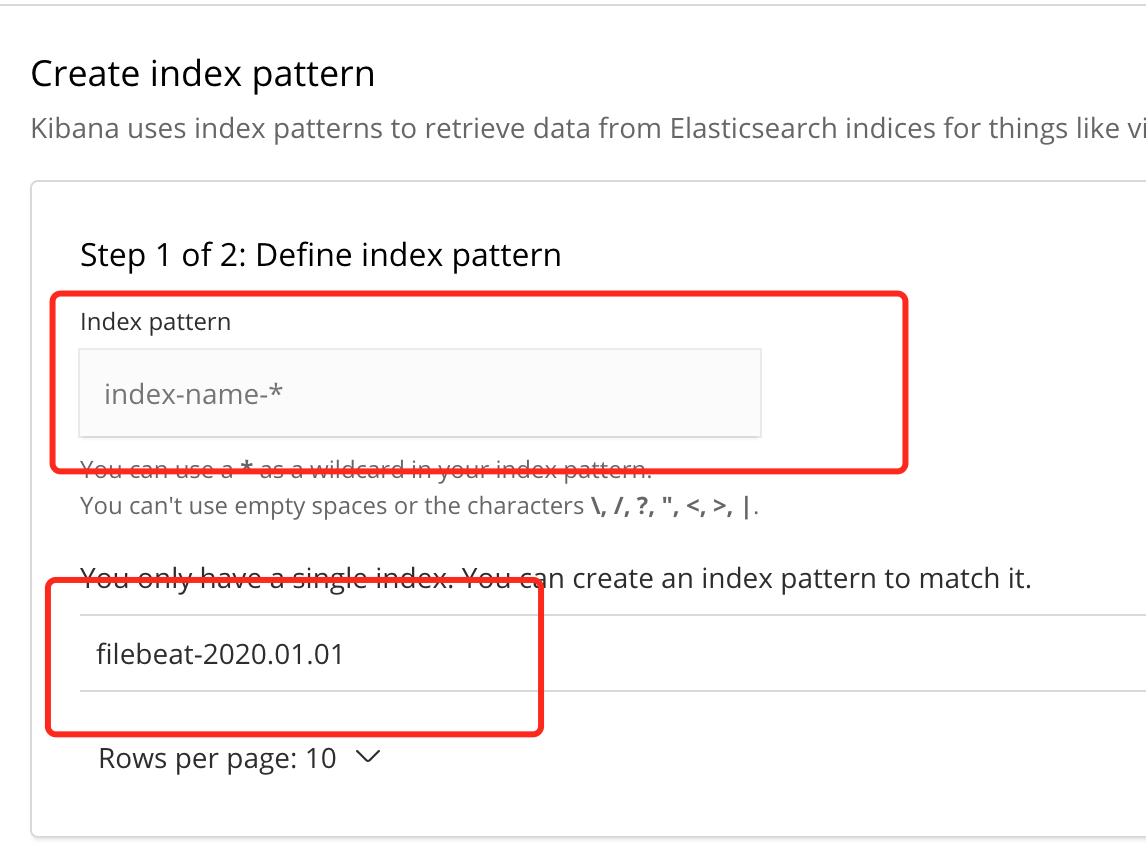 Create index pattern
Kibana uses index patterns to retrieve data from Elasticsearch indices for things like vi
Step 1 of 2: Define index pattern
Index pattern
index-name-*
You can use a * as a wildcard in your index pattern.
You can't use empty spaces or the characters \, /, ?, ", <, >, |.
You only have a single index. You can create an index pattern to match it.
filebeat-2020.01.01
Rows per page: 10